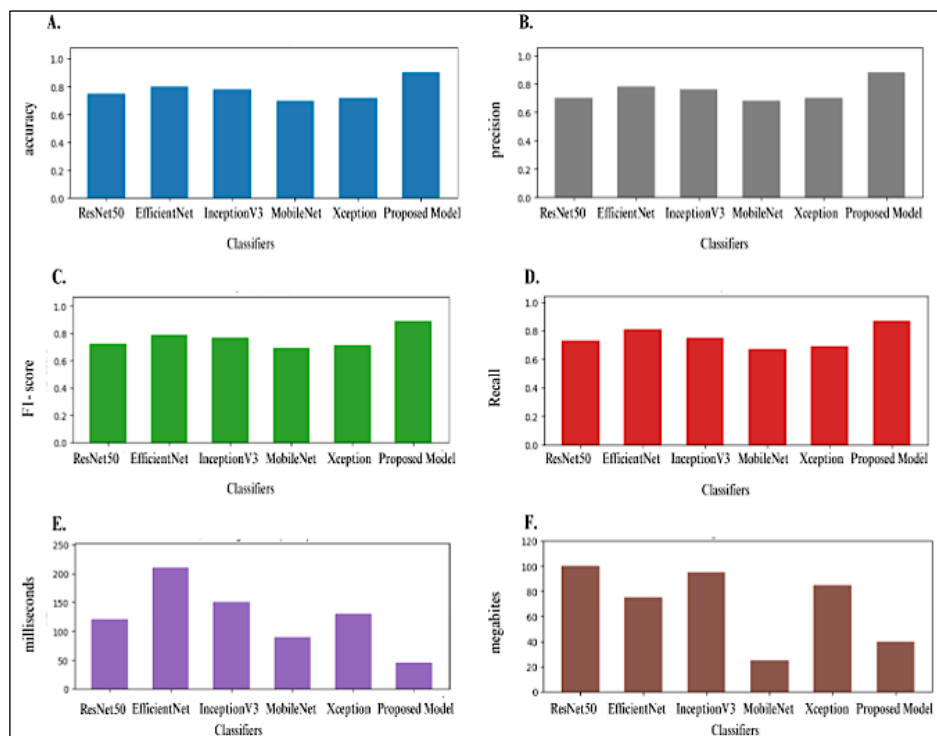 A.
1.0
0.8
0.6
0.4
0.2
0.0
accuracy
ResNet50 EfficientNet InceptionV3 MobileNet Xception Proposed Model
Classifiers
B.
1.0
0.8
0.6
0.4
0.2
0.0
precision
ResNet50 EfficientNet InceptionV3 MobileNet Xception Proposed Model
Classifiers
C.
1.0
0.8
0.6
0.4
0.2
0.0
F1- score
ResNet50 EfficientNet InceptionV3 MobileNet Xception Proposed Model
Classifiers
D.
1.0
0.8
0.6
0.4
0.2
0.0
Recall
ResNet50 EfficientNet InceptionV3 MobileNet Xception Proposed Model
Classifiers
E.
250
200
150
100
50
0
milliseconds
ResNet50 EfficientNet InceptionV3 MobileNet Xception Proposed Model
Classifiers
F.
120
100
80
60
40
20
0
megabites
ResNet50 EfficientNet InceptionV3 MobileNet Xception Proposed Model
Classifiers